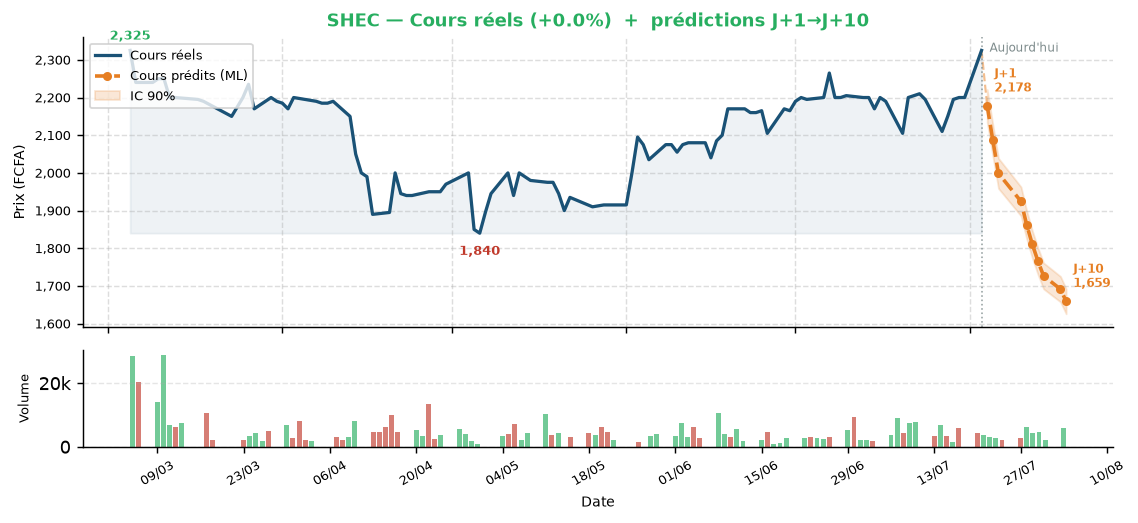 SHEC — Cours réels (+0.0%)  +  prédictions J+1→J+10
2,325
Cours réels
Cours prédits (ML)
IC 90%
Aujourd'hui
J+1
2,178
J+10
1,659
1,840
Prix (FCFA)
2,300
2,200
2,100
2,000
1,900
1,800
1,700
1,600
Volume
20k
0
09/03
23/03
06/04
20/04
04/05
18/05
01/06
15/06
29/06
13/07
27/07
10/08
Date